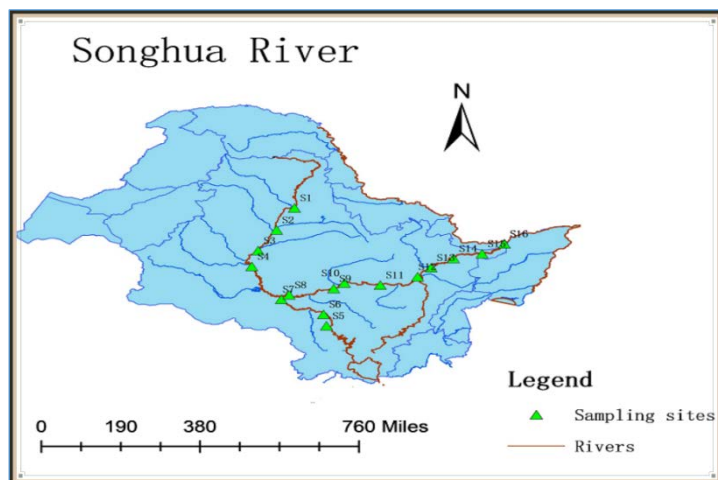 Songhua River
N
S1
S2
S3
S4
S16
S15
S14
S13
S12
S11
S10
S9
S8
S7
S6
S5
Legend
Sampling sites
Rivers
0 190 380 760 Miles